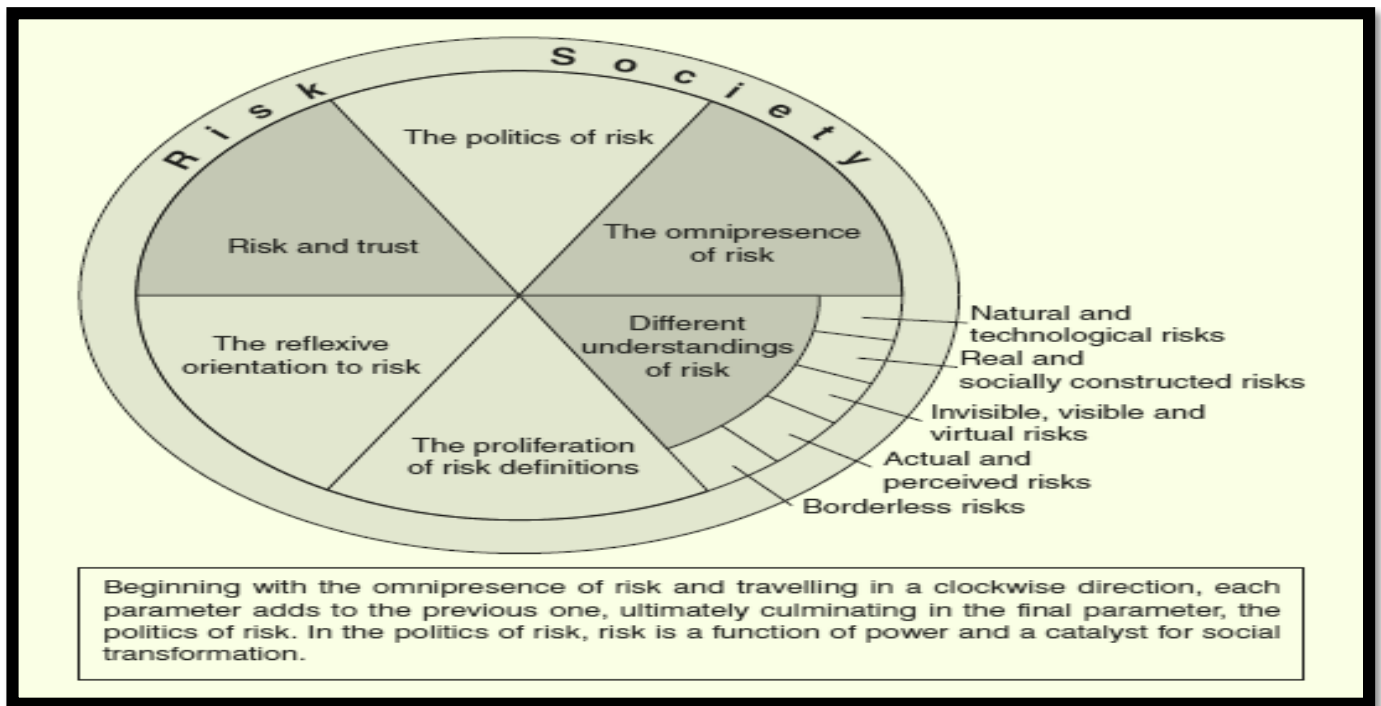 Risk Society
The politics of risk
The omnipresence
of risk
Risk and trust
Different
understandings
of risk
The reflexive
orientation to risk
The proliferation
of risk definitions
Natural and
technological risks
Real and
socially constructed risks
Invisible, visible and
virtual risks
Actual and
perceived risks
Borderless risks
Beginning with the omnipresence of risk and travelling in a clockwise direction, each
parameter adds to the previous one, ultimately culminating in the final parameter, the
politics of risk. In the politics of risk, risk is a function of power and a catalyst for social
transformation.